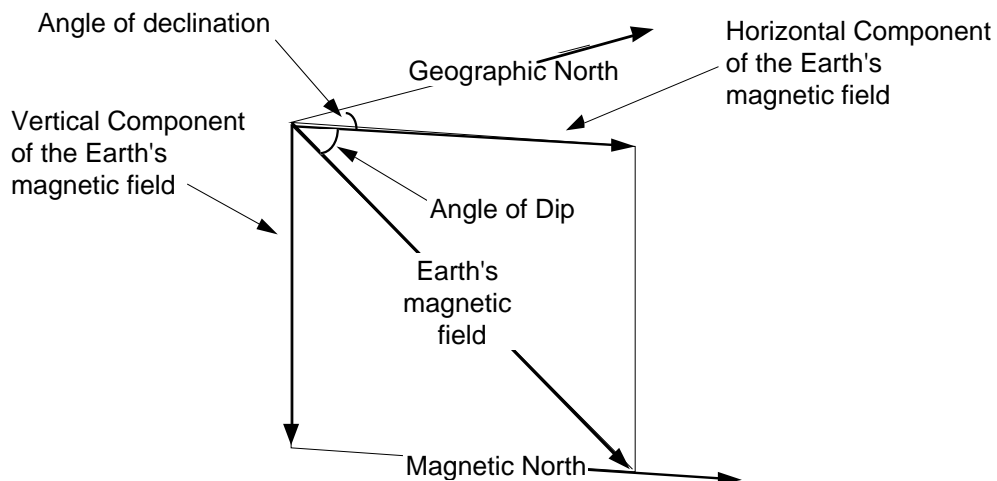 Angle of declination
Geographic North
Horizontal Component
of the Earth's
magnetic field
Vertical Component
of the Earth's
magnetic field
Angle of Dip
Earth's
magnetic
field
Magnetic North